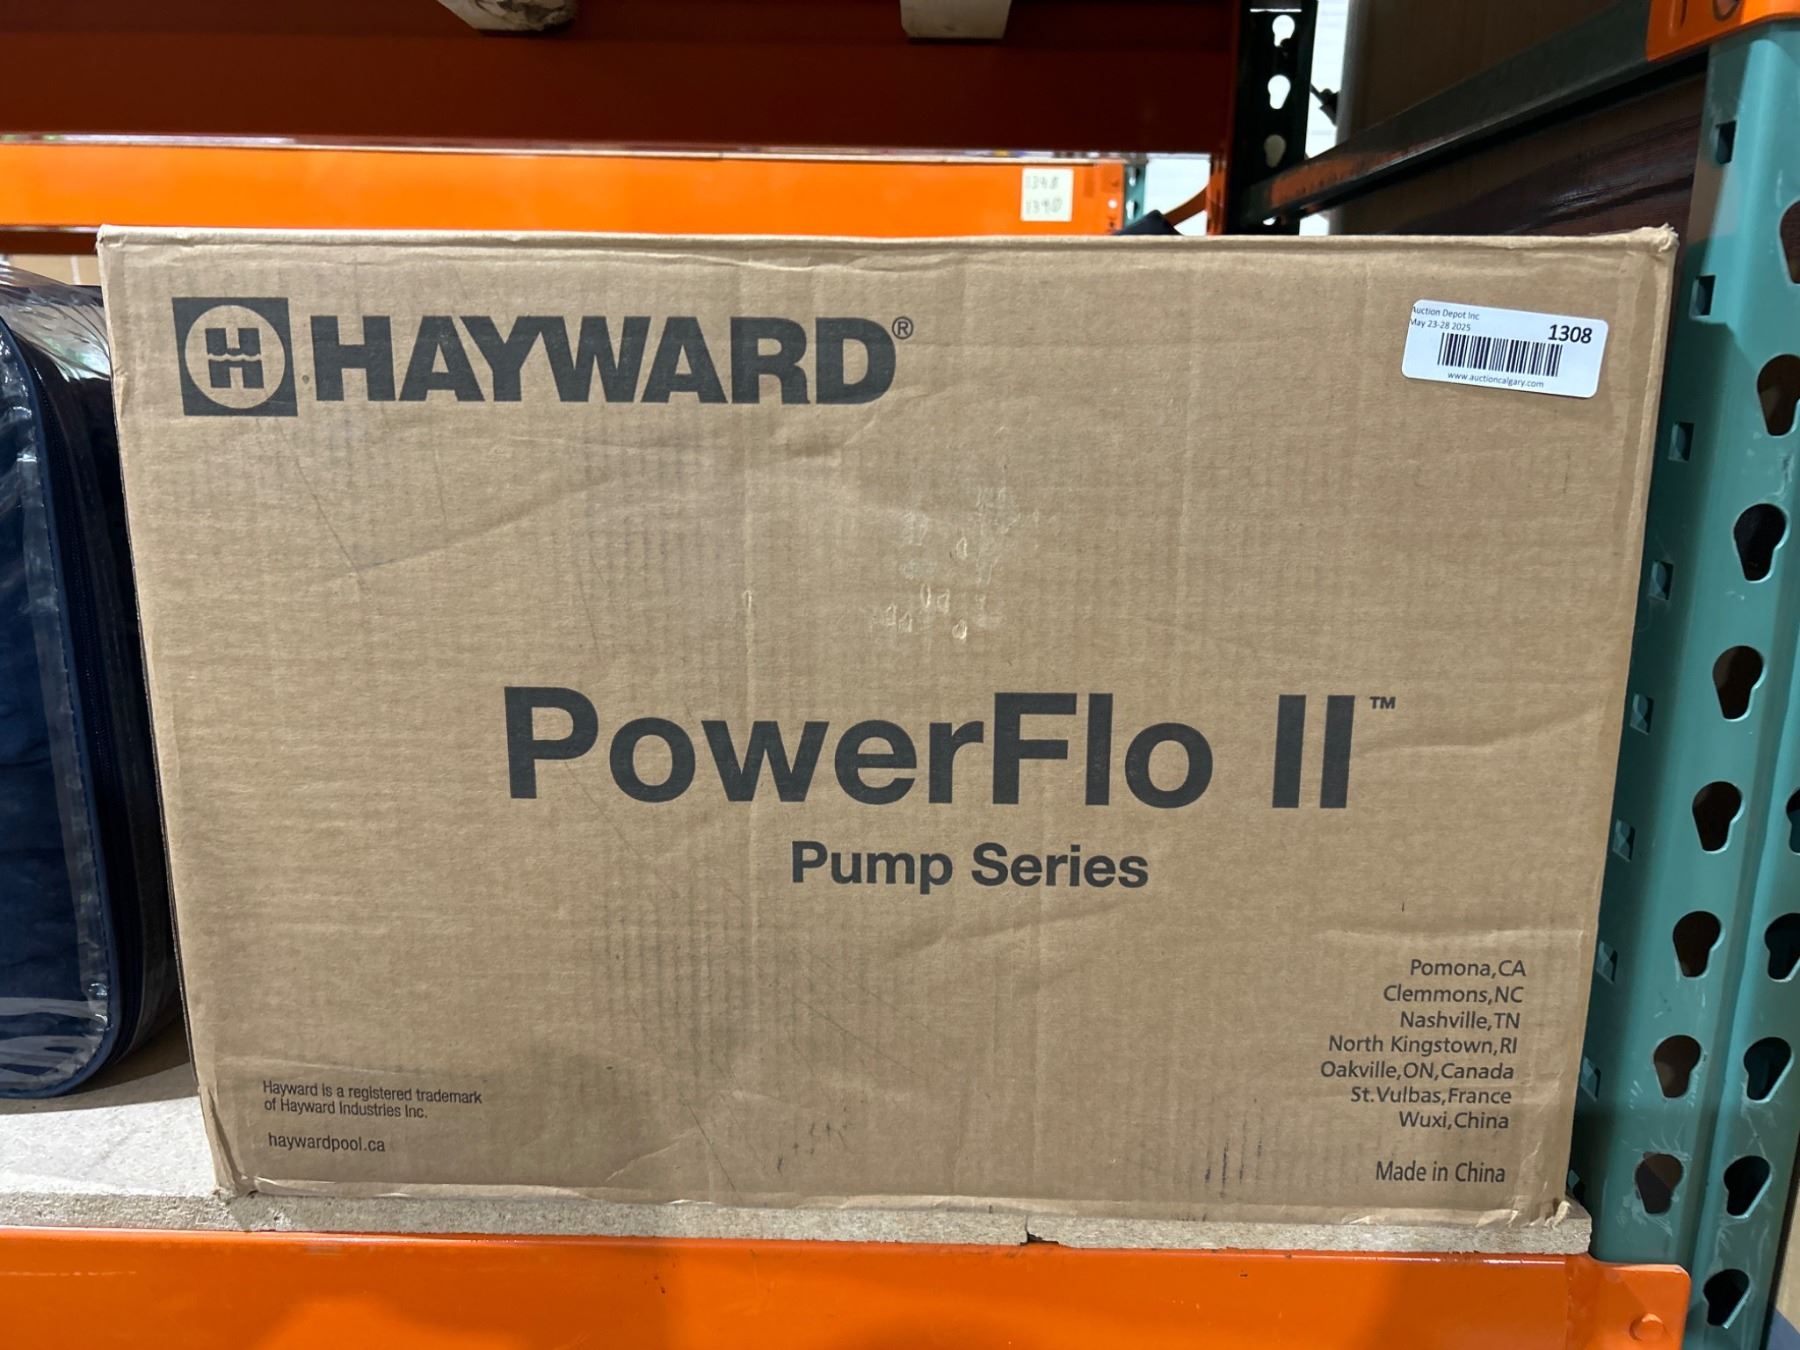 HAYWARD®
Auction Depot Inc
May 23-28 2025
1308
www.auctioncalgary.com
PowerFlo II™
Pump Series
Pomona,CA
Clemmons,NC
Nashville,TN
North Kingstown,RI
Oakville,ON,Canada
St.Vulbas,France
Wuxi,China
Made in China
Hayward is a registered trademark
of Hayward Industries Inc.
haywardpool.ca